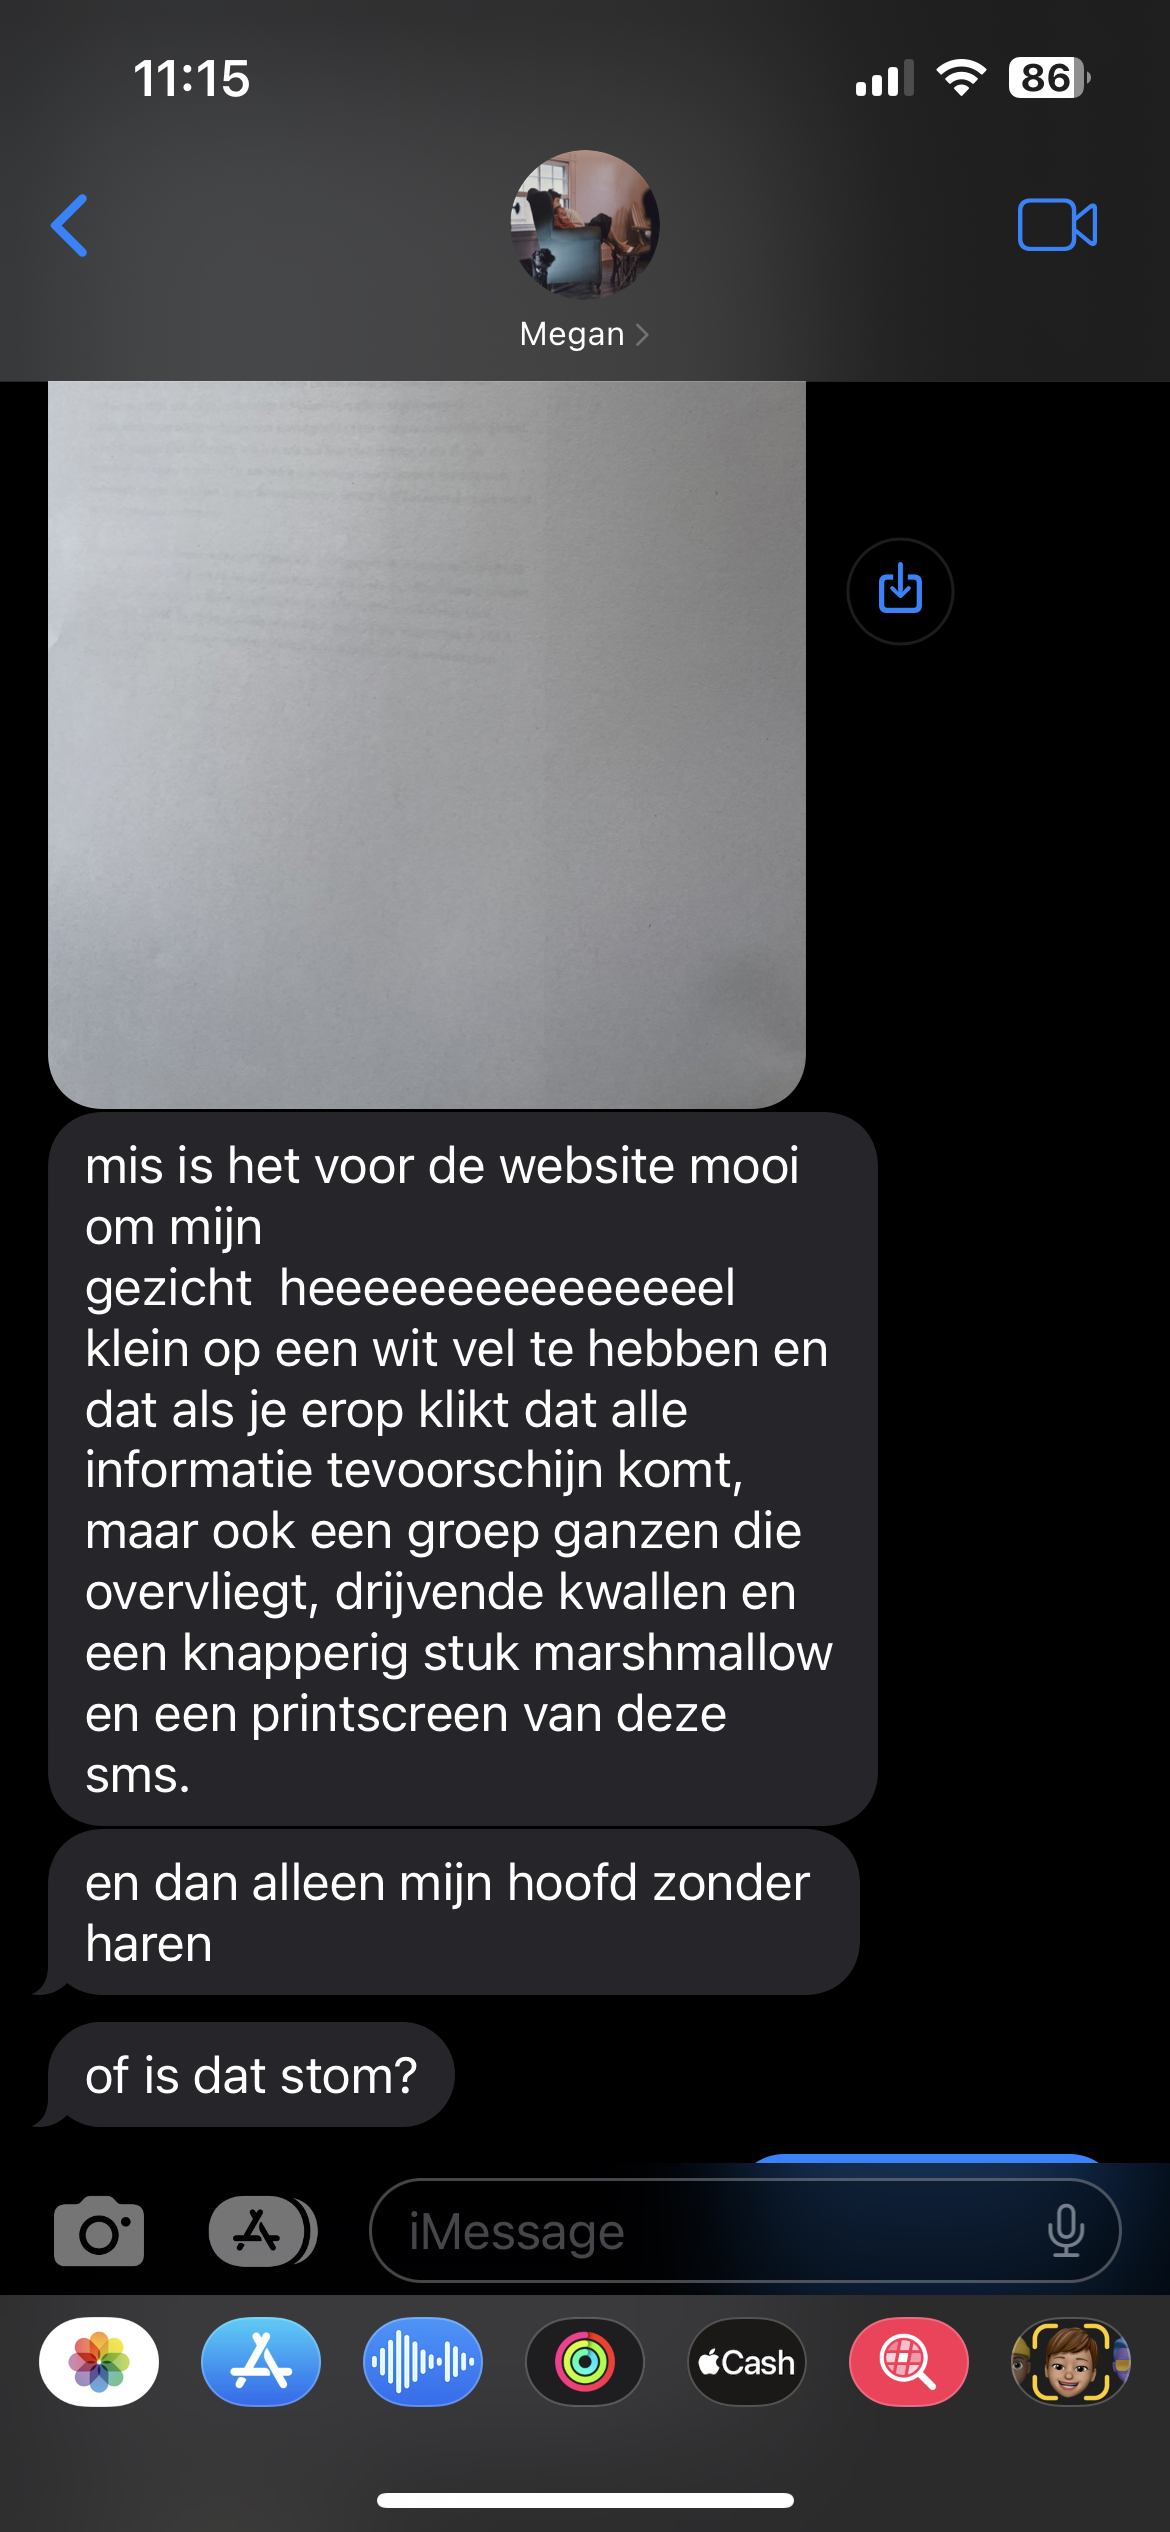 11:15
86
Megan
mis is het voor de website mooi
om mijn
gezicht  heeeeeeeeeeeeeeeel
klein op een wit vel te hebben en
dat als je erop klikt dat alle
informatie tevoorschijn komt,
maar ook een groep ganzen die
overvliegt, drijvende kwallen en
een knapperig stuk marshmallow
en een printscreen van deze
sms.
en dan alleen mijn hoofd zonder
haren
of is dat stom?
iMessage
Cash